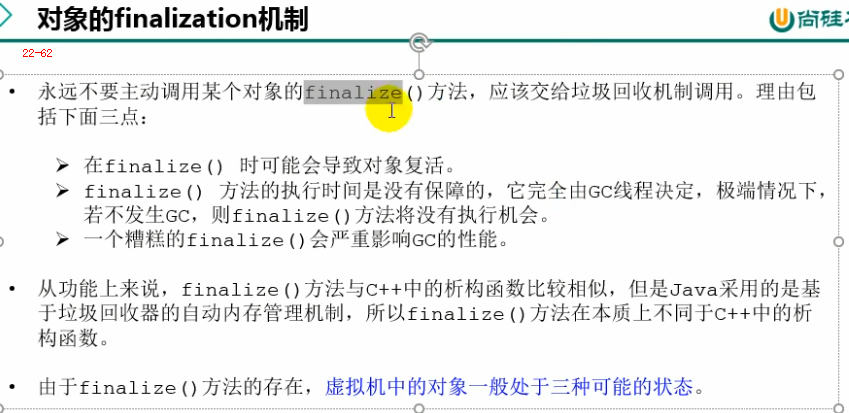 对象的finalization机制
尚硅
22-62
• 永远不要主动调用某个对象的finalize()方法，应该交给垃圾回收机制调用。理由包
括下面三点：
➢ 在finalize() 时可能会导致对象复活。
➢ finalize() 方法的执行时间是没有保障的，它完全由GC线程决定，极端情况下，
若不发生GC，则finalize()方法将没有执行机会。
➢ 一个糟糕的finalize()会严重影响GC的性能。
• 从功能上来说，finalize()方法与C++中的析构函数比较相似，但是Java采用的是基
于垃圾回收器的自动内存管理机制，所以finalize()方法在本质上不同于C++中的析
构函数。
• 由于finalize()方法的存在，虚拟机中的对象一般处于三种可能的状态。